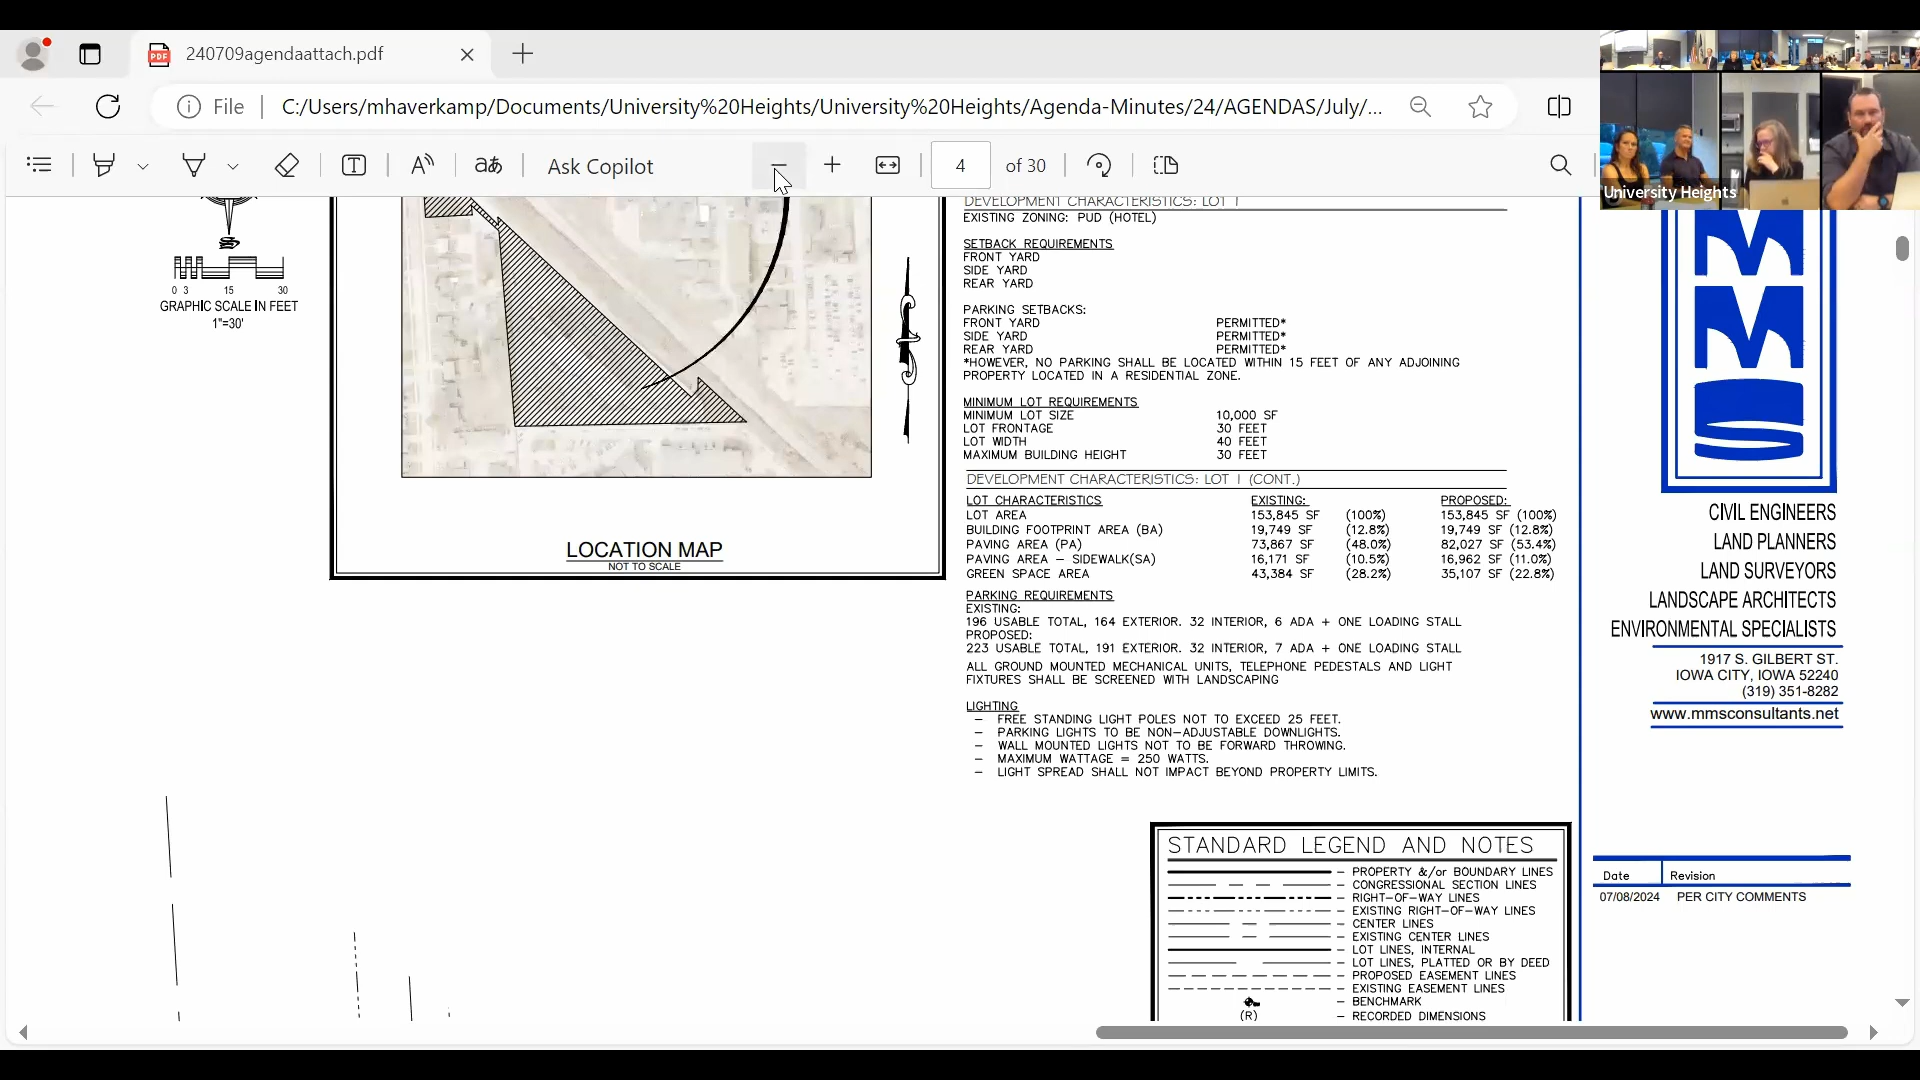 240709agendaattach.pdf
File
C:/Users/mhaverkamp/Documents/University%20Heights/University%20Heights/Agenda-Minutes/24/AGENDAS/July/...
Ask Copilot
4
of 30
University Heights
S
0 3 15 30
GRAPHIC SCALE IN FEET
1"=30'
LOCATION MAP
NOT TO SCALE
DEVELOPMENT CHARACTERISTICS: LOT 1
EXISTING ZONING: PUD (HOTEL)
SETBACK REQUIREMENTS
FRONT YARD
SIDE YARD
REAR YARD
PARKING SETBACKS:
FRONT YARD PERMITTED*
SIDE YARD PERMITTED*
REAR YARD PERMITTED*
*HOWEVER, NO PARKING SHALL BE LOCATED WITHIN 15 FEET OF ANY ADJOINING
PROPERTY LOCATED IN A RESIDENTIAL ZONE.
MINIMUM LOT REQUIREMENTS
MINIMUM LOT SIZE 10,000 SF
LOT FRONTAGE 30 FEET
LOT WIDTH 40 FEET
MAXIMUM BUILDING HEIGHT 30 FEET
DEVELOPMENT CHARACTERISTICS: LOT 1 (CONT.)
LOT CHARACTERISTICS EXISTING: PROPOSED:
LOT AREA 153,845 SF (100%) 153,845 SF (100%)
BUILDING FOOTPRINT AREA (BA) 19,749 SF (12.8%) 19,749 SF (12.8%)
PAVING AREA (PA) 73,867 SF (48.0%) 82,027 SF (53.4%)
PAVING AREA – SIDEWALK(SA) 16,171 SF (10.5%) 16,962 SF (11.0%)
GREEN SPACE AREA 43,384 SF (28.2%) 35,107 SF (22.8%)
PARKING REQUIREMENTS
EXISTING:
196 USABLE TOTAL, 164 EXTERIOR. 32 INTERIOR, 6 ADA + ONE LOADING STALL
PROPOSED:
223 USABLE TOTAL, 191 EXTERIOR. 32 INTERIOR, 7 ADA + ONE LOADING STALL
ALL GROUND MOUNTED MECHANICAL UNITS, TELEPHONE PEDESTALS AND LIGHT
FIXTURES SHALL BE SCREENED WITH LANDSCAPING
LIGHTING
– FREE STANDING LIGHT POLES NOT TO EXCEED 25 FEET.
– PARKING LIGHTS TO BE NON–ADJUSTABLE DOWNLIGHTS.
– WALL MOUNTED LIGHTS NOT TO BE FORWARD THROWING.
– MAXIMUM WATTAGE = 250 WATTS.
– LIGHT SPREAD SHALL NOT IMPACT BEYOND PROPERTY LIMITS.
STANDARD LEGEND AND NOTES
– PROPERTY &/or BOUNDARY LINES
– CONGRESSIONAL SECTION LINES
– RIGHT–OF–WAY LINES
– EXISTING RIGHT–OF–WAY LINES
– CENTER LINES
– EXISTING CENTER LINES
– LOT LINES, INTERNAL
– LOT LINES, PLATTED OR BY DEED
– PROPOSED EASEMENT LINES
– EXISTING EASEMENT LINES
– BENCHMARK
(R) – RECORDED DIMENSIONS
M
M
S
CIVIL ENGINEERS
LAND PLANNERS
LAND SURVEYORS
LANDSCAPE ARCHITECTS
ENVIRONMENTAL SPECIALISTS
1917 S. GILBERT ST.
IOWA CITY, IOWA 52240
(319) 351-8282
www.mmsconsultants.net
Date Revision
07/08/2024 PER CITY COMMENTS